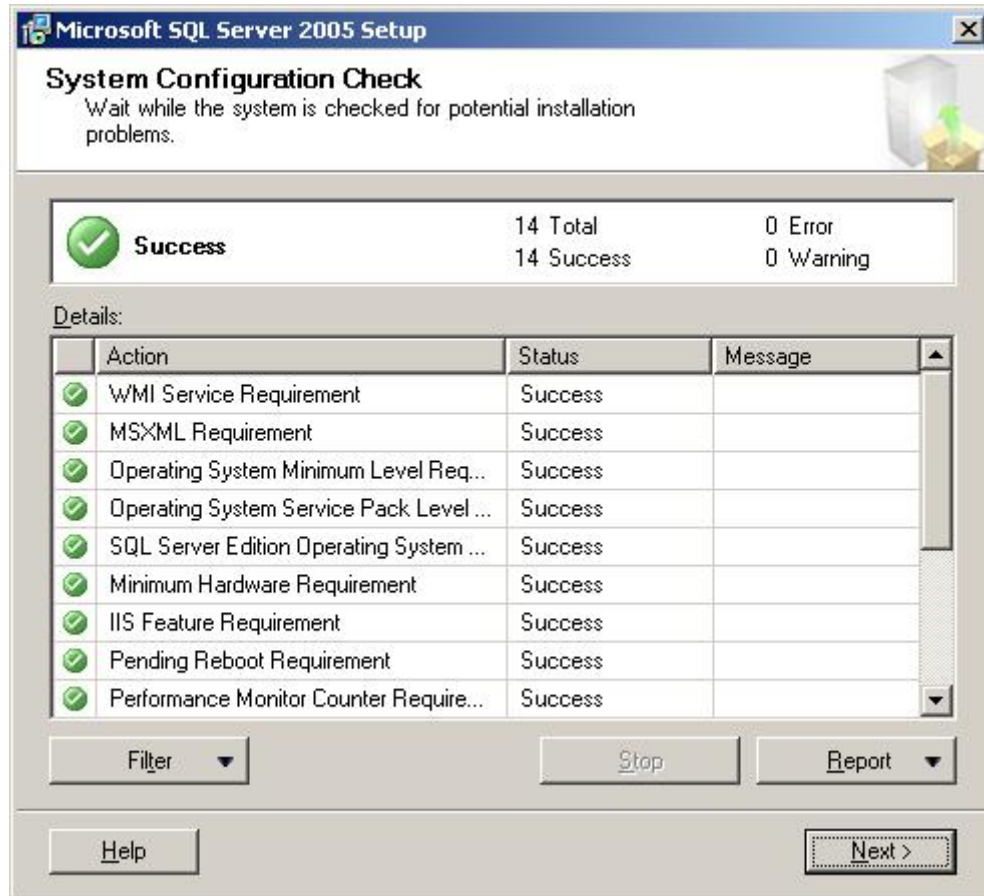 Microsoft SQL Server 2005 Setup
System Configuration Check
Wait while the system is checked for potential installation
problems.
Success
14 Total
0 Error
14 Success
0 Warning
Details:
Action Status Message
WMI Service Requirement Success
MSXML Requirement Success
Operating System Minimum Level Req... Success
Operating System Service Pack Level ... Success
SQL Server Edition Operating System ... Success
Minimum Hardware Requirement Success
IIS Feature Requirement Success
Pending Reboot Requirement Success
Performance Monitor Counter Require... Success
Filter Stop Report
Help Next >